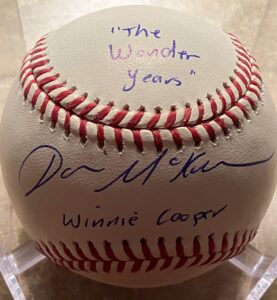 "The
Wonder
Years"
Winnie Cooper